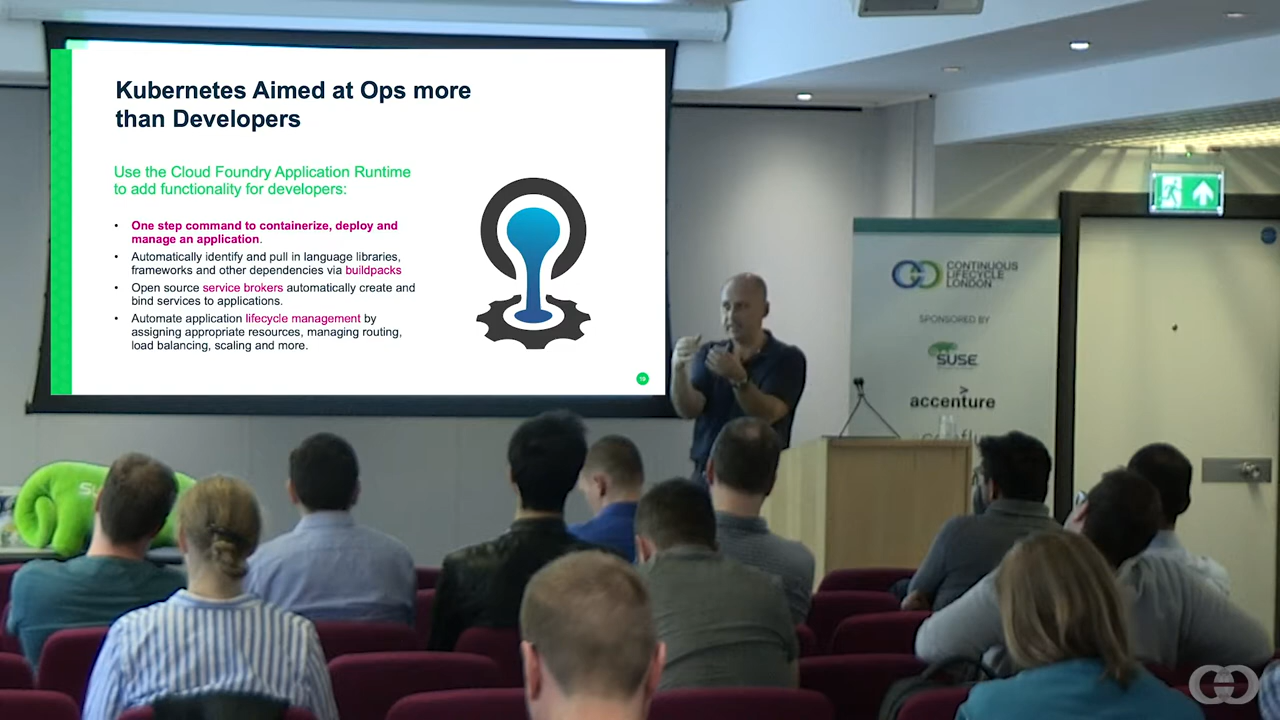 Kubernetes Aimed at Ops more
than Developers
Use the Cloud Foundry Application Runtime
to add functionality for developers:
• One step command to containerize, deploy and
manage an application.
• Automatically identify and pull in language libraries,
frameworks and other dependencies via buildpacks
• Open source service brokers automatically create and
bind services to applications.
• Automate application lifecycle management by
assigning appropriate resources, managing routing,
load balancing, scaling and more.
19
CONTINUOUS
LIFECYCLE
LONDON
SPONSORED BY
SUSE
accenture